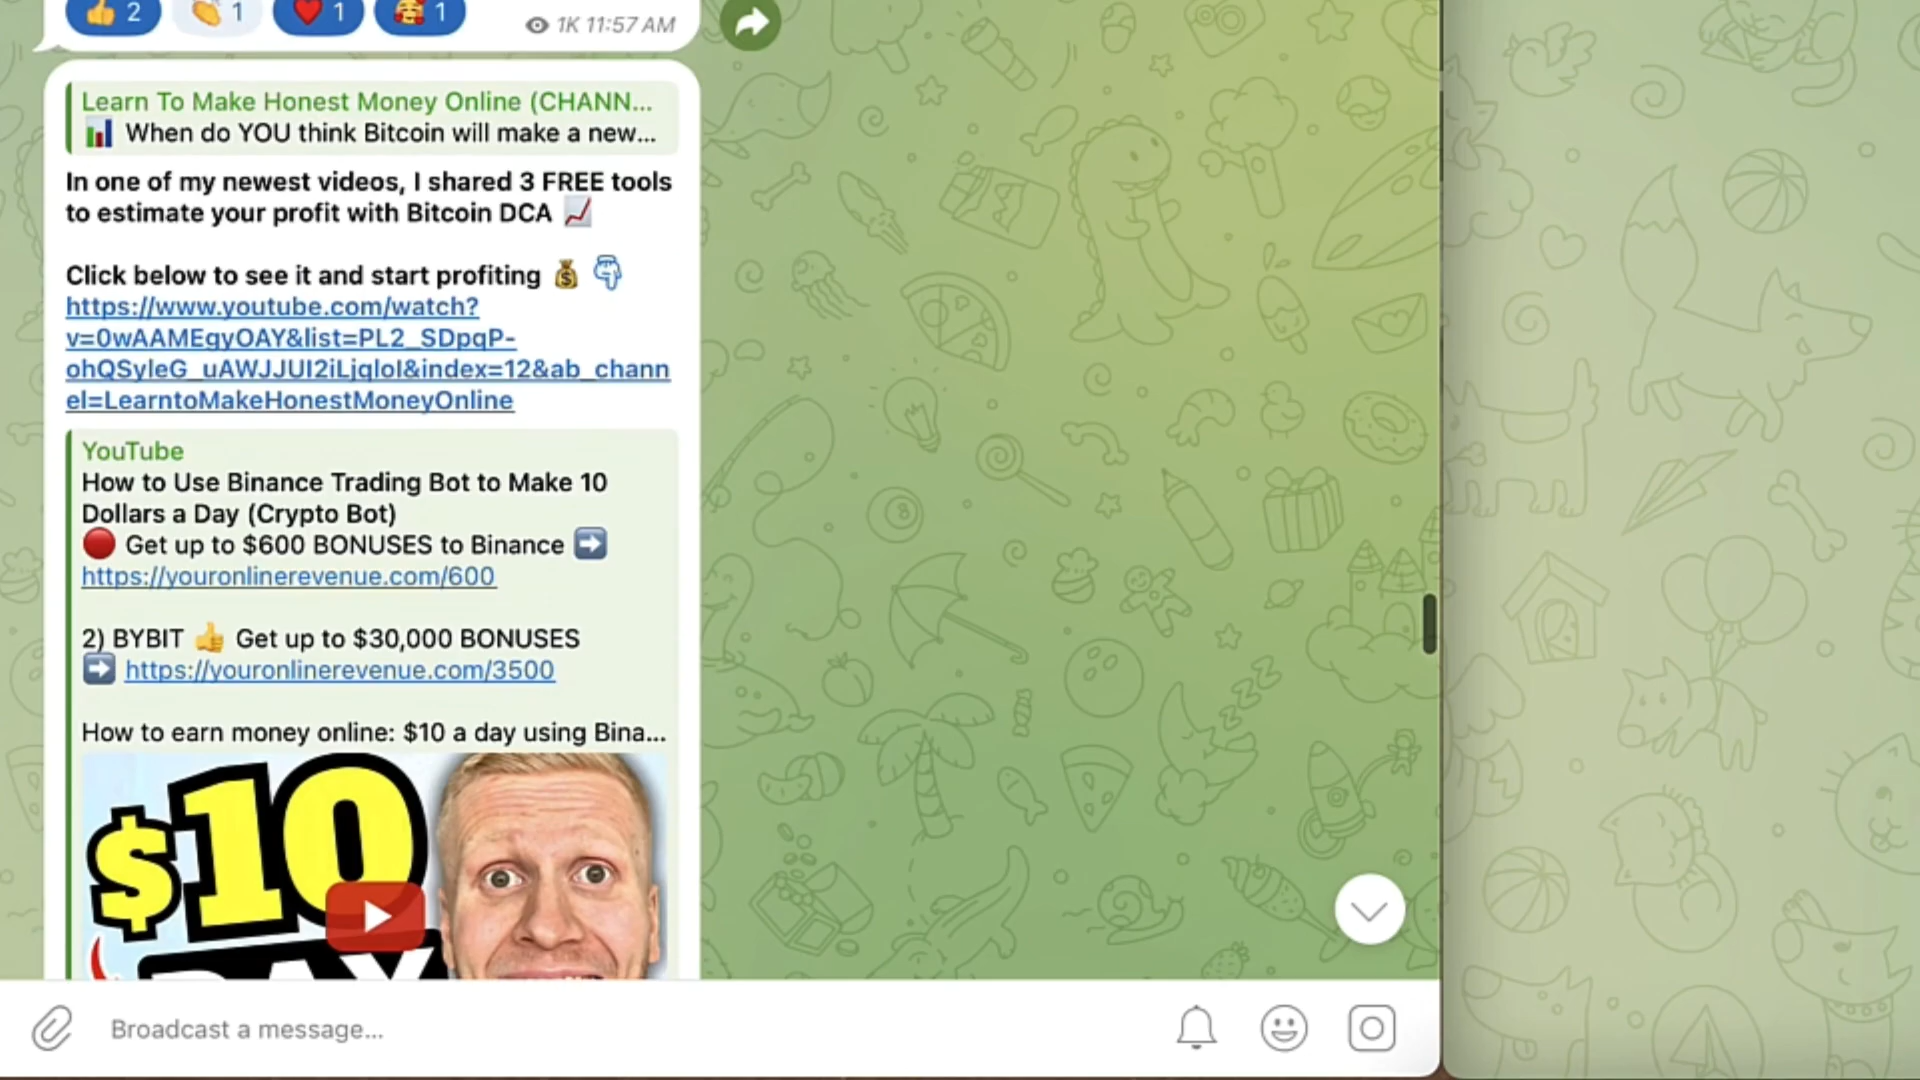 2 1 1 1 1K 11:57 AM
Learn To Make Honest Money Online (CHANN...
When do YOU think Bitcoin will make a new...
In one of my newest videos, I shared 3 FREE tools
to estimate your profit with Bitcoin DCA
Click below to see it and start profiting
https://www.youtube.com/watch?
v=0wAAMEgyOAY&list=PL2_SDpqP-
ohQSyleG_uAWJJUI2iLjqlol&index=12&ab_chann
el=LearntoMakeHonestMoneyOnline
YouTube
How to Use Binance Trading Bot to Make 10
Dollars a Day (Crypto Bot)
Get up to $600 BONUSES to Binance
https://youronlinerevenue.com/600
2) BYBIT Get up to $30,000 BONUSES
https://youronlinerevenue.com/3500
How to earn money online: $10 a day using Bina...
$10
DAY
Broadcast a message...